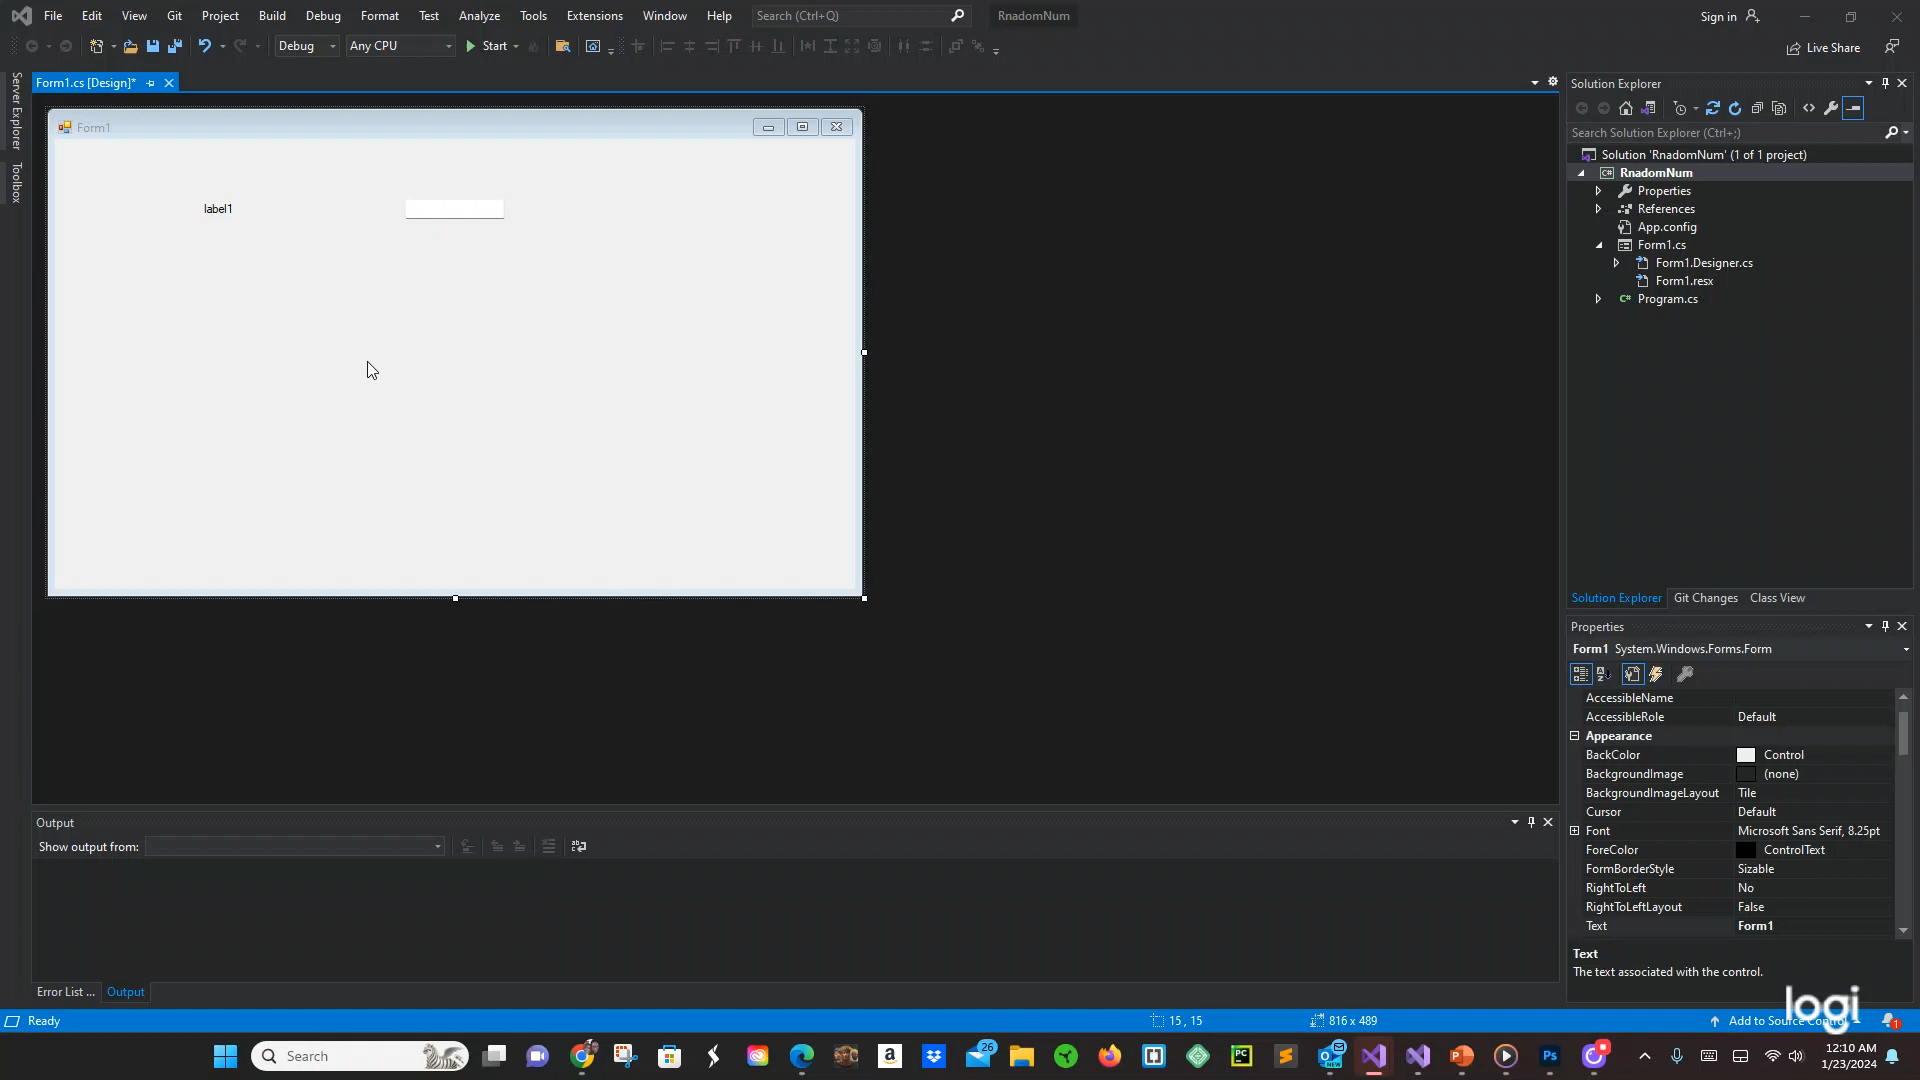 File Edit View Git Project Build Debug Format Test Analyze Tools Extensions Window Help Search (Ctrl+Q) RnadomNum Sign in
Debug Any CPU Start Live Share
Server Explorer
Toolbox
Form1.cs [Design]*
Form1
label1
Solution Explorer
Search Solution Explorer (Ctrl+;)
Solution 'RnadomNum' (1 of 1 project)
RnadomNum
Properties
References
App.config
Form1.cs
Form1.Designer.cs
Form1.resx
Program.cs
Solution Explorer Git Changes Class View
Properties
Form1 System.Windows.Forms.Form
AccessibleName
AccessibleRole Default
Appearance
BackColor Control
BackgroundImage (none)
BackgroundImageLayout Tile
Cursor Default
Font Microsoft Sans Serif, 8.25pt
ForeColor ControlText
FormBorderStyle Sizable
RightToLeft No
RightToLeftLayout False
Text Form1
Text
The text associated with the control.
Output
Show output from:
Error List ... Output
logi
Ready 15 , 15 816 x 489 Add to Source Control 1
Search 26 NEW PC Ps
12:10 AM
1/23/2024